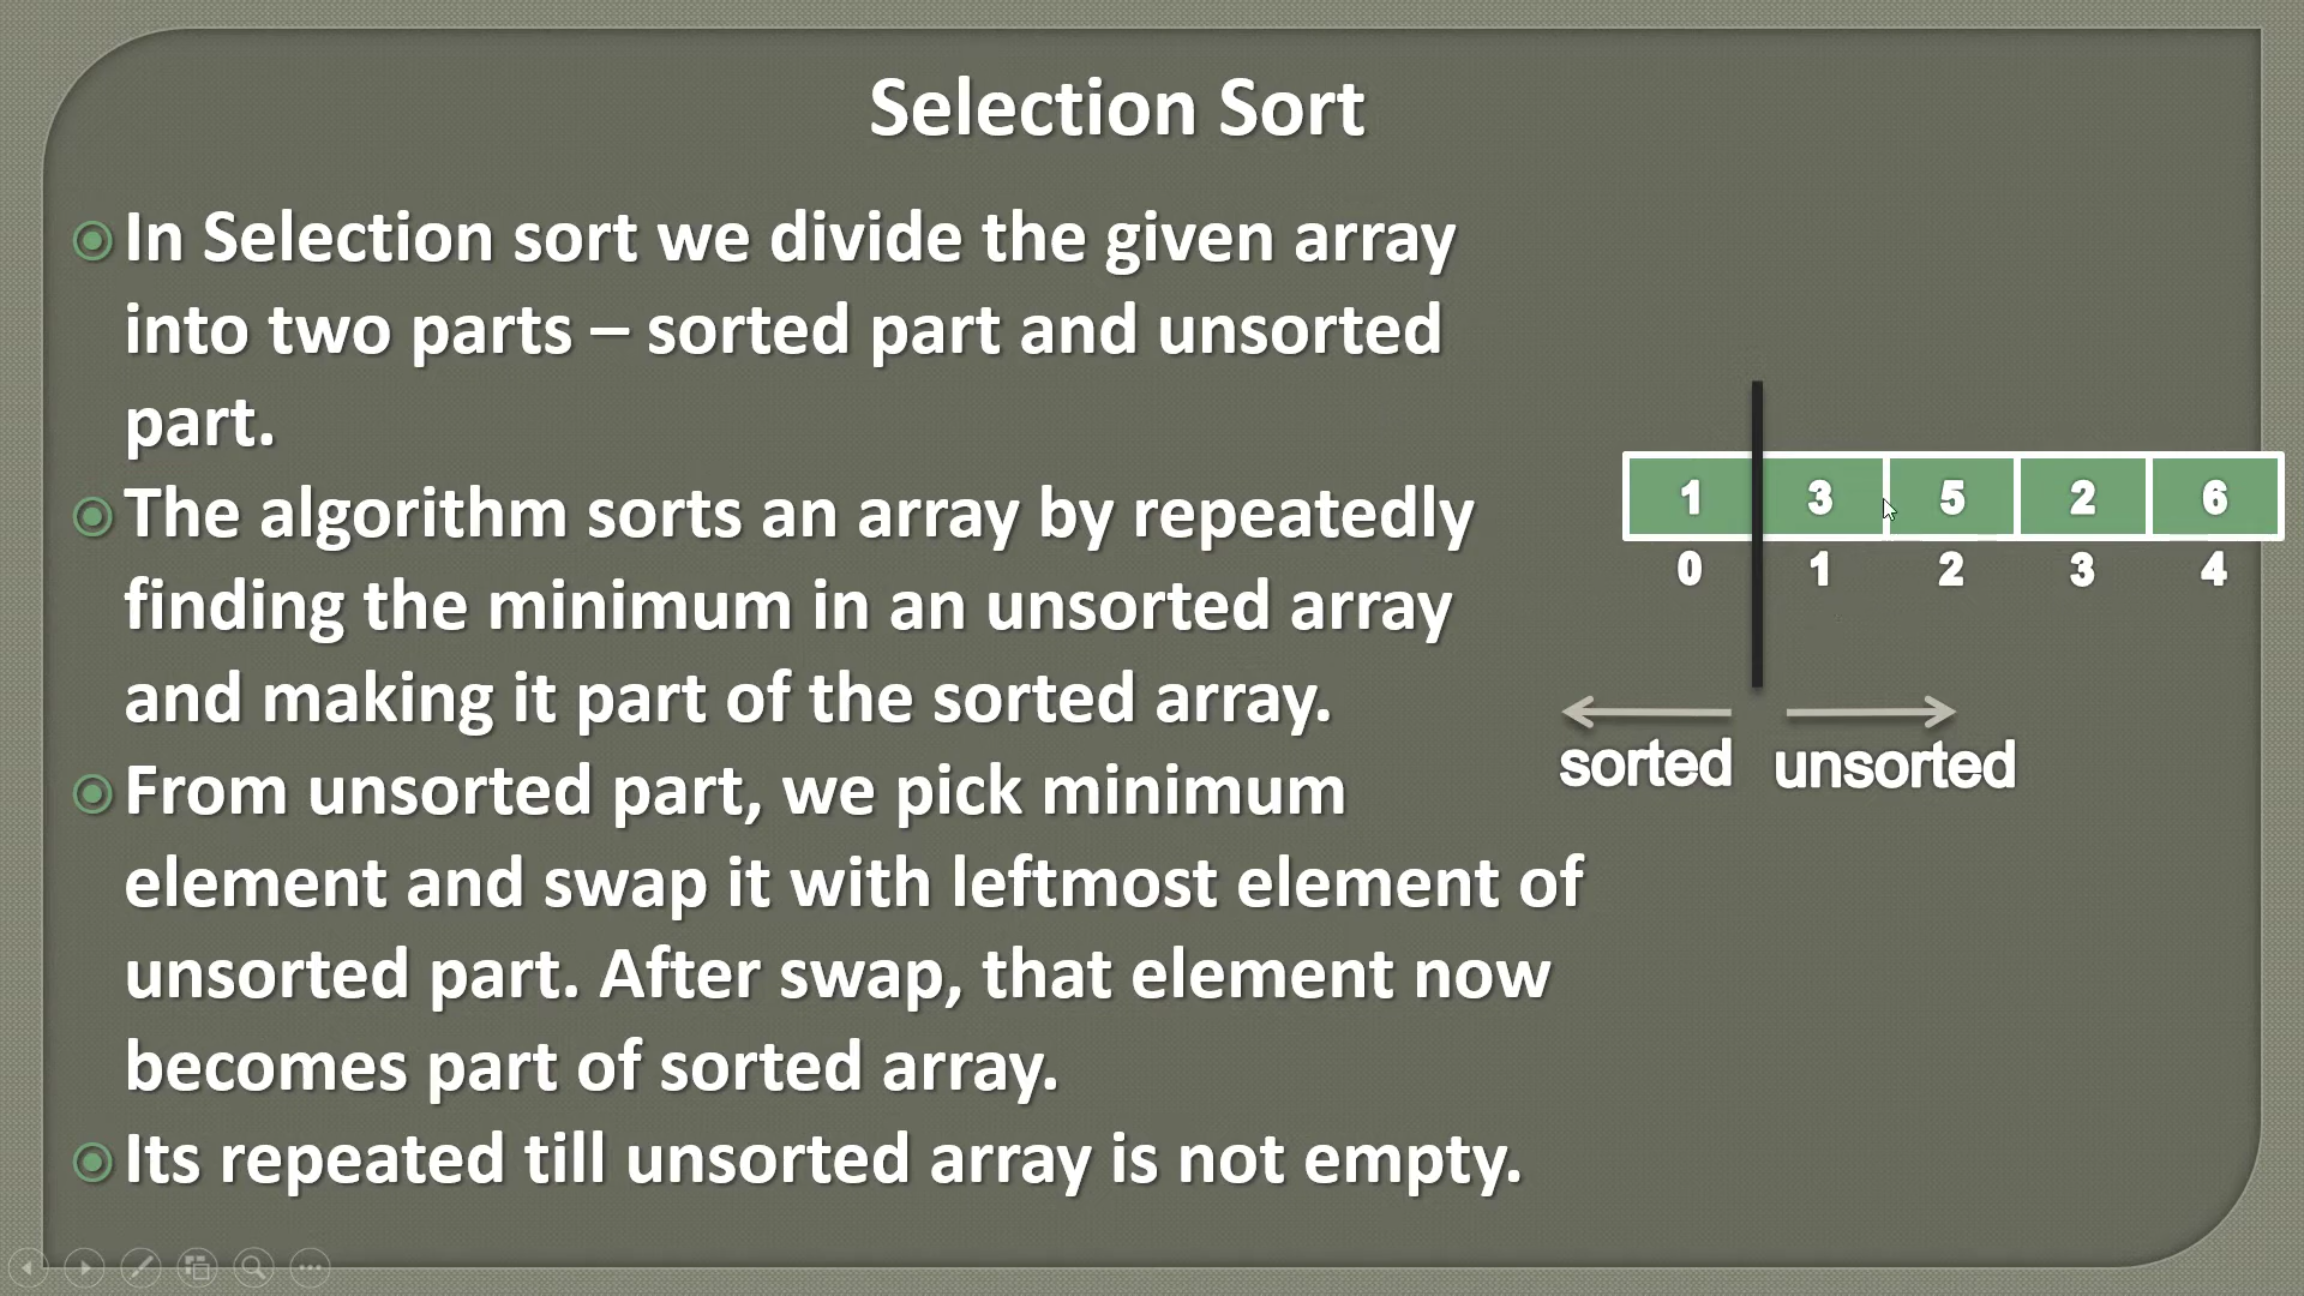 Selection Sort
In Selection sort we divide the given array
into two parts – sorted part and unsorted
part.
The algorithm sorts an array by repeatedly
finding the minimum in an unsorted array
and making it part of the sorted array.
From unsorted part, we pick minimum
element and swap it with leftmost element of
unsorted part. After swap, that element now
becomes part of sorted array.
Its repeated till unsorted array is not empty.
1 3 5 2 6
0 1 2 3 4
sorted unsorted